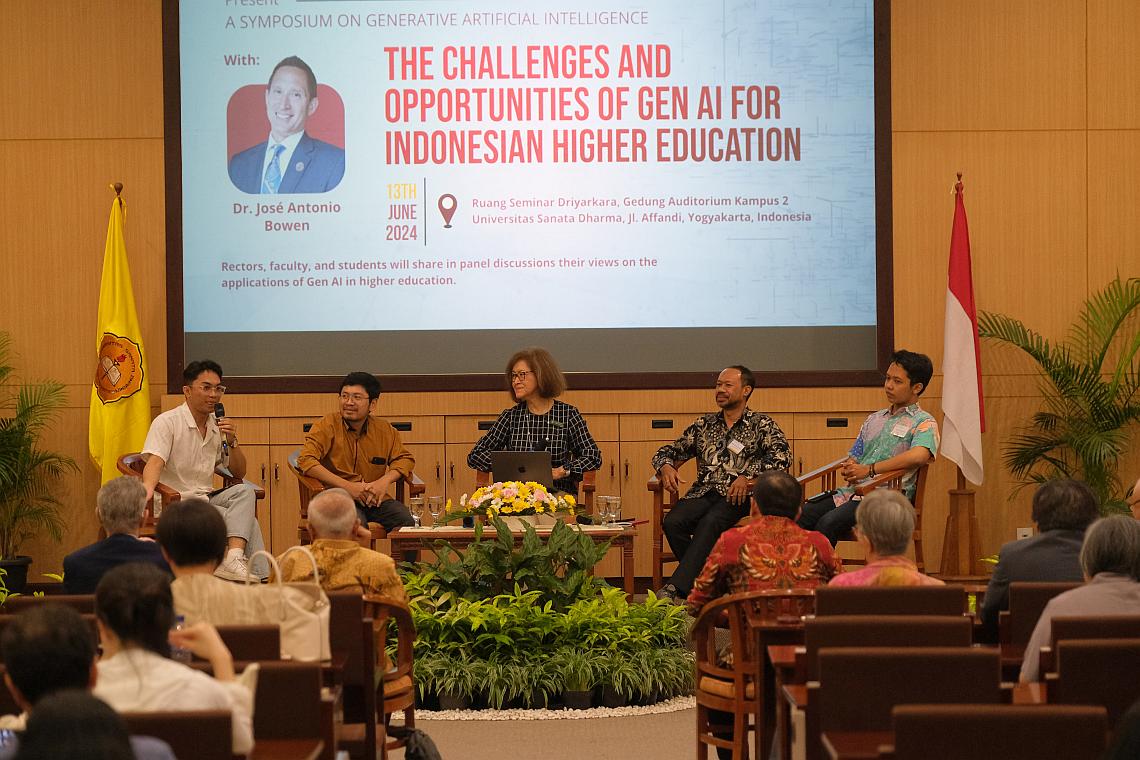 Present
A SYMPOSIUM ON GENERATIVE ARTIFICIAL INTELLIGENCE
With:
THE CHALLENGES AND
OPPORTUNITIES OF GEN AI FOR
INDONESIAN HIGHER EDUCATION
Dr. José Antonio
Bowen
13TH
JUNE
2024
Ruang Seminar Driyarkara, Gedung Auditorium Kampus 2
Universitas Sanata Dharma, Jl. Affandi, Yogyakarta, Indonesia
Rectors, faculty, and students will share in panel discussions their views on the
applications of Gen AI in higher education.